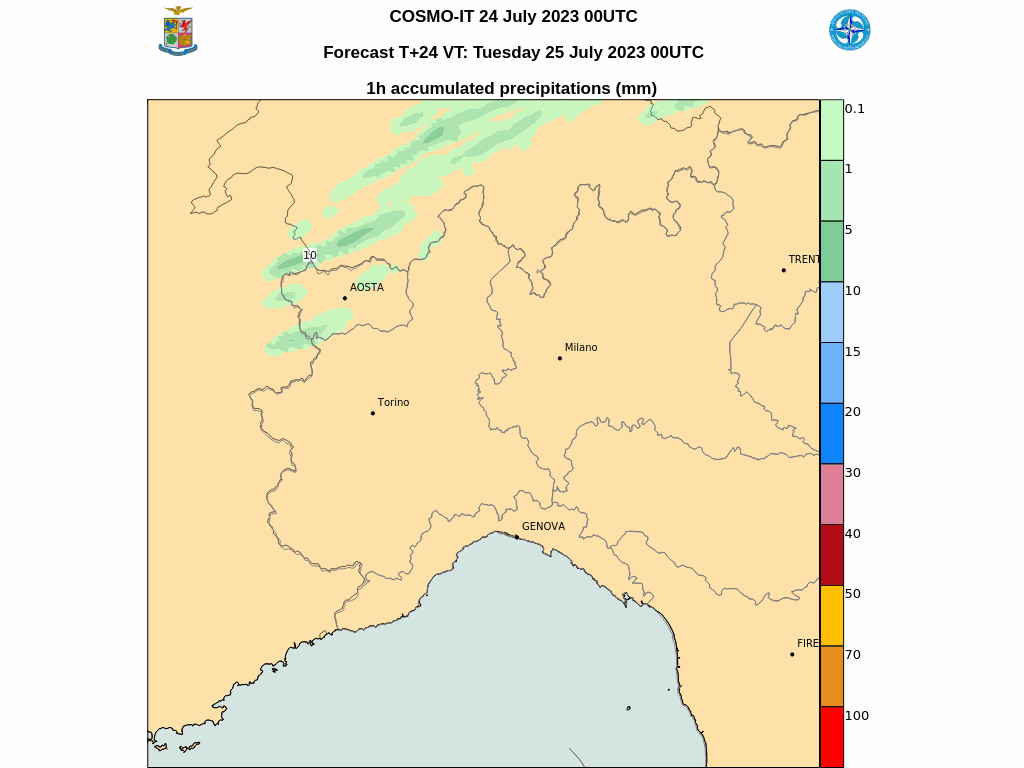 COSMO-IT 24 July 2023 00UTC
Forecast T+24 VT: Tuesday 25 July 2023 00UTC
1h accumulated precipitations (mm)
0.1
1
5
10
15
20
30
40
50
70
100
10
TRENT
AOSTA
Milano
Torino
GENOVA
FIRE